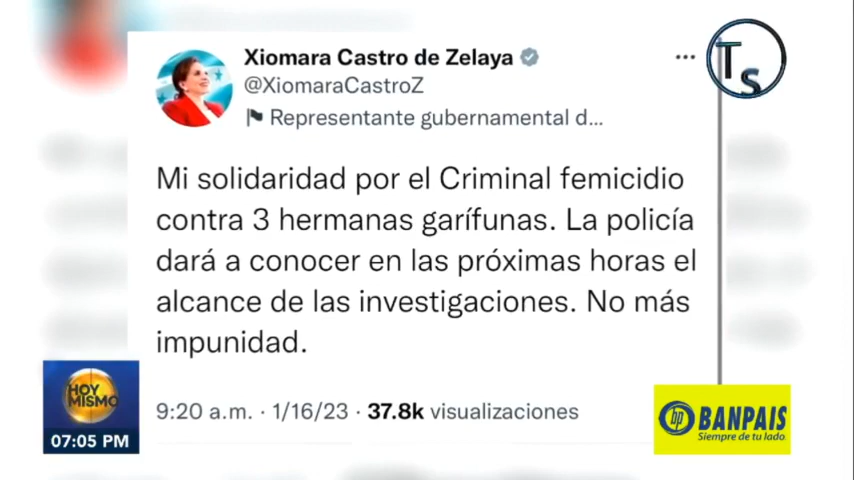 Xiomara Castro de Zelaya
@XiomaraCastroZ
Representante gubernamental d...
TS
Mi solidaridad por el Criminal femicidio
contra 3 hermanas garífunas. La policía
dará a conocer en las próximas horas el
alcance de las investigaciones. No más
impunidad.
9:20 a.m. · 1/16/23 · 37.8k visualizaciones
HOY
MISMO
07:05 PM
bp BANPAIS
Siempre de tu lado